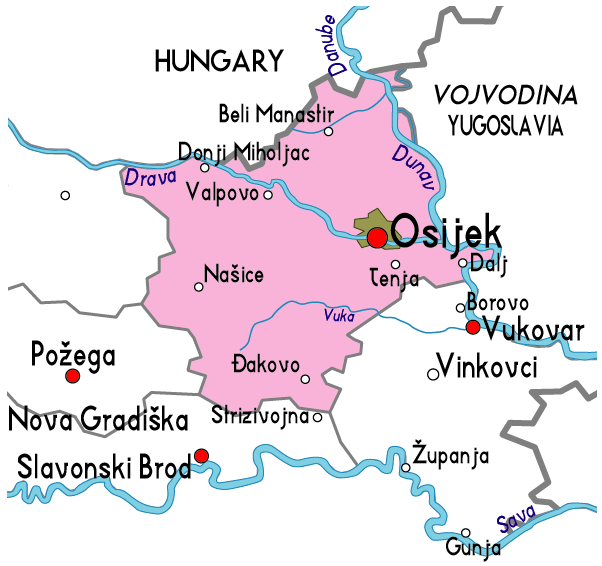 Danube
HUNGARY
VOJVODINA
YUGOSLAVIA
Beli Manastir
Donji Miholjac
Drava
Dunav
Valpovo
Osijek
Našice
Tenja
Dalj
Borovo
Vuka
Vukovar
Požega
Đakovo
Vinkovci
Nova Gradiška
Strizivojna
Slavonski Brod
Županja
Sava
Gunja